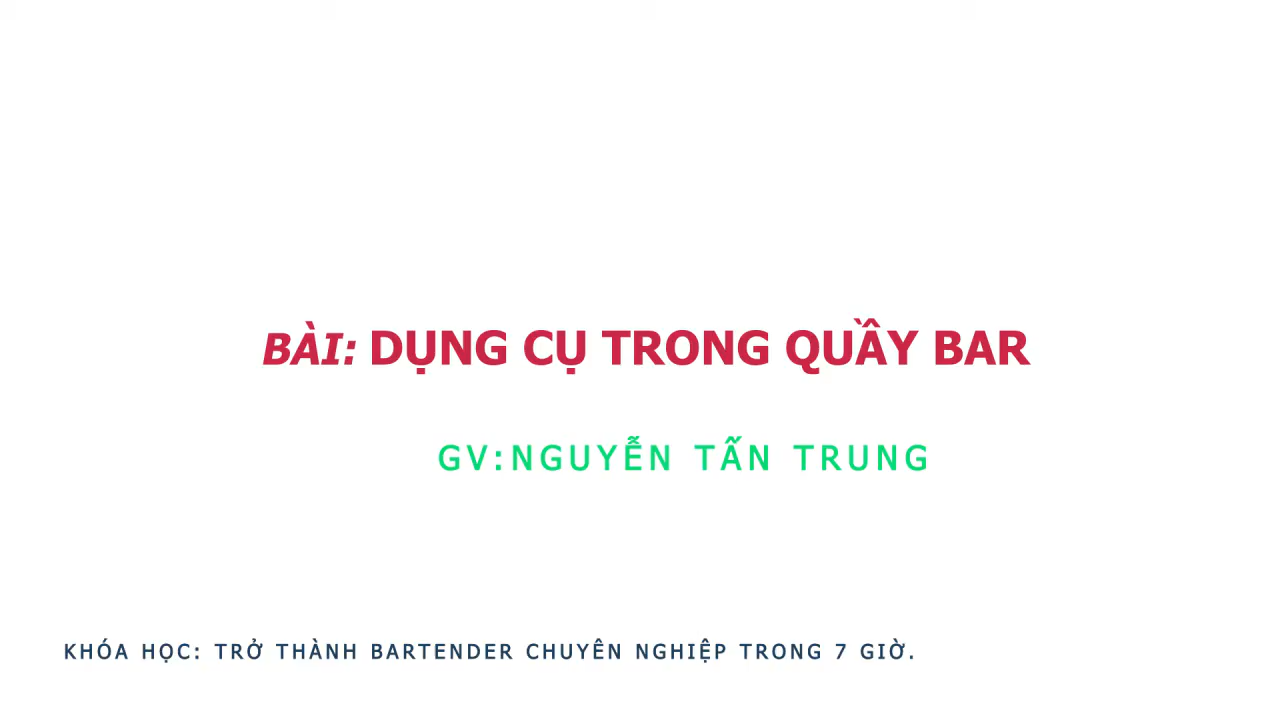 BÀI: DỤNG CỤ TRONG QUẦY BAR
GV:NGUYỄN TẤN TRUNG
KHÓA HỌC: TRỞ THÀNH BARTENDER CHUYÊN NGHIỆP TRONG 7 GIỜ.